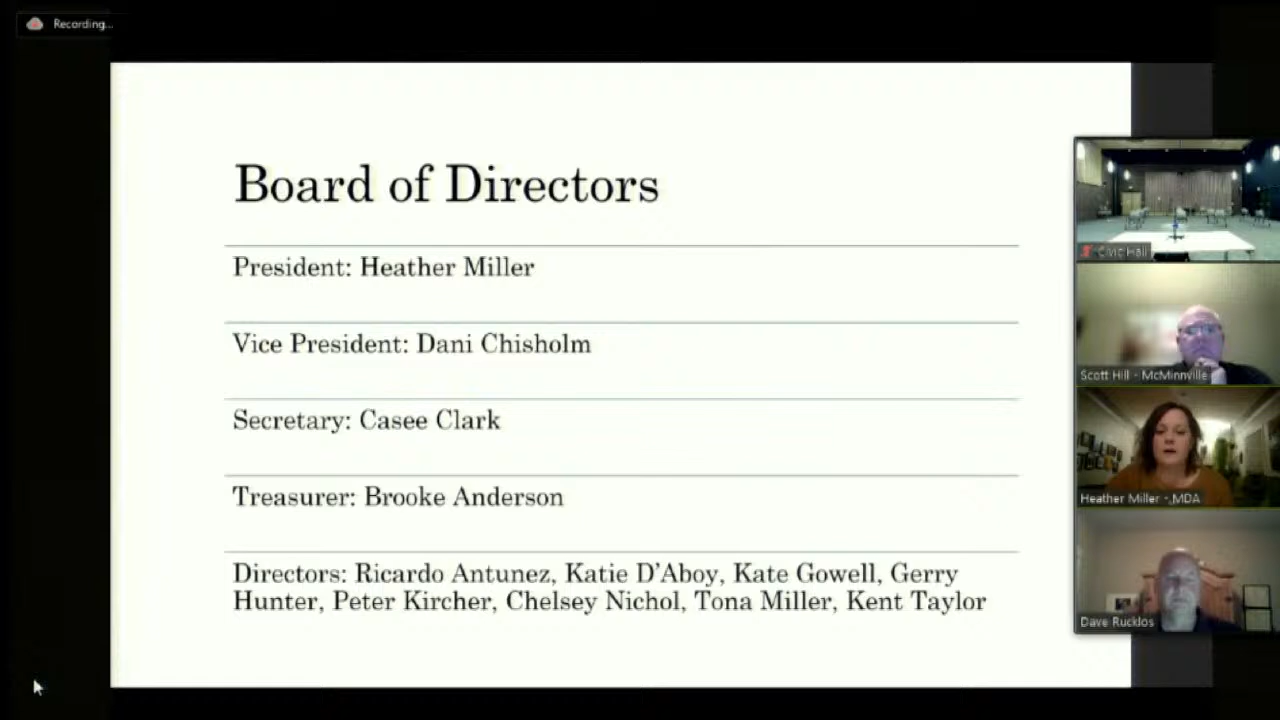 Recording...
Board of Directors
President: Heather Miller
Vice President: Dani Chisholm
Secretary: Casee Clark
Treasurer: Brooke Anderson
Directors: Ricardo Antunez, Katie D'Aboy, Kate Gowell, Gerry
Hunter, Peter Kircher, Chelsey Nichol, Tona Miller, Kent Taylor
Civic Hall
Scott Hill - McMinnville
Heather Miller - MDA
Dave Rucklos